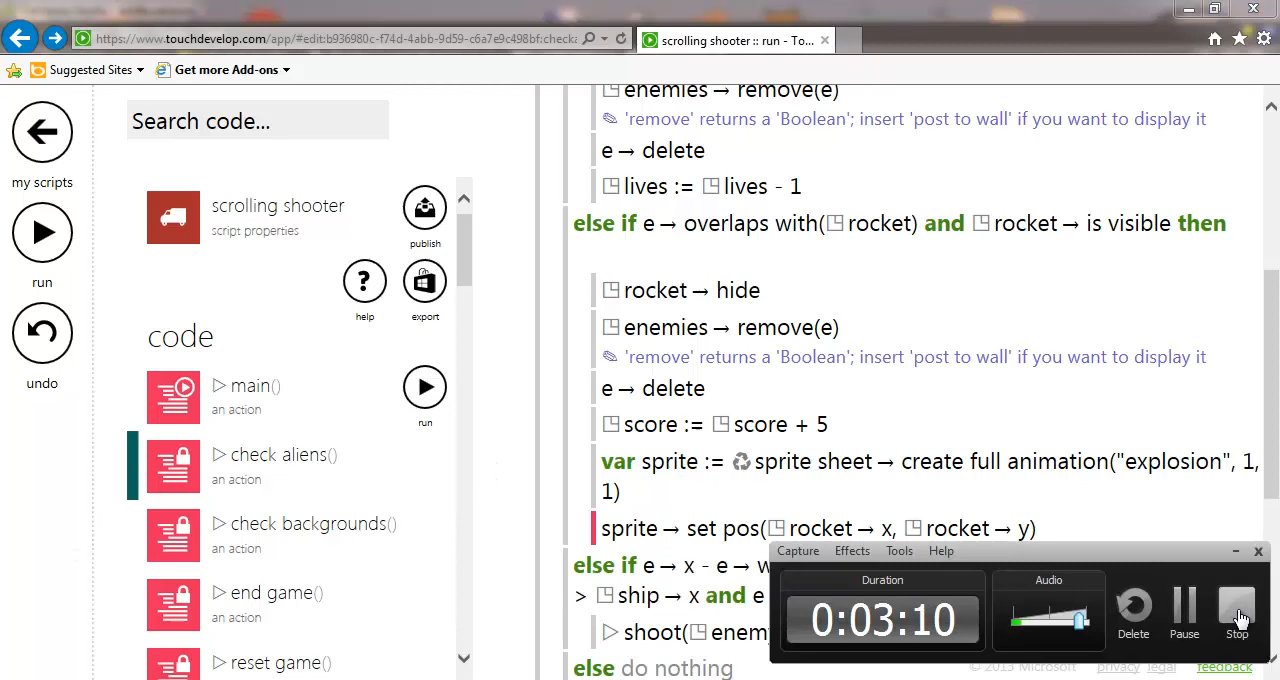 https://www.touchdevelop.com/app/#edit:b936980c-f74d-4abb-9d59-c6a7e9c498bf:checka
scrolling shooter :: run - To...
Suggested Sites
Get more Add-ons
my scripts
run
undo
Search code...
scrolling shooter
script properties
publish
help
export
code
main()
an action
run
check aliens()
an action
check backgrounds()
an action
end game()
an action
reset game()
enemies → remove(e)
'remove' returns a 'Boolean'; insert 'post to wall' if you want to display it
e → delete
lives := lives - 1
else if e → overlaps with(rocket) and rocket → is visible then
rocket → hide
enemies → remove(e)
'remove' returns a 'Boolean'; insert 'post to wall' if you want to display it
e → delete
score := score + 5
var sprite := sprite sheet → create full animation("explosion", 1,
1)
sprite → set pos(rocket → x, rocket → y)
else if e → x - e → w
> ship → x and e
shoot(enemy
else do nothing
Capture Effects Tools Help
Duration
0:03:10
Audio
Delete
Pause
Stop
© 2013 Microsoft privacy legal feedback